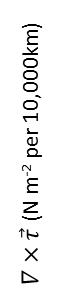 ∇ × τ⃗ (N m⁻² per 10,000km)